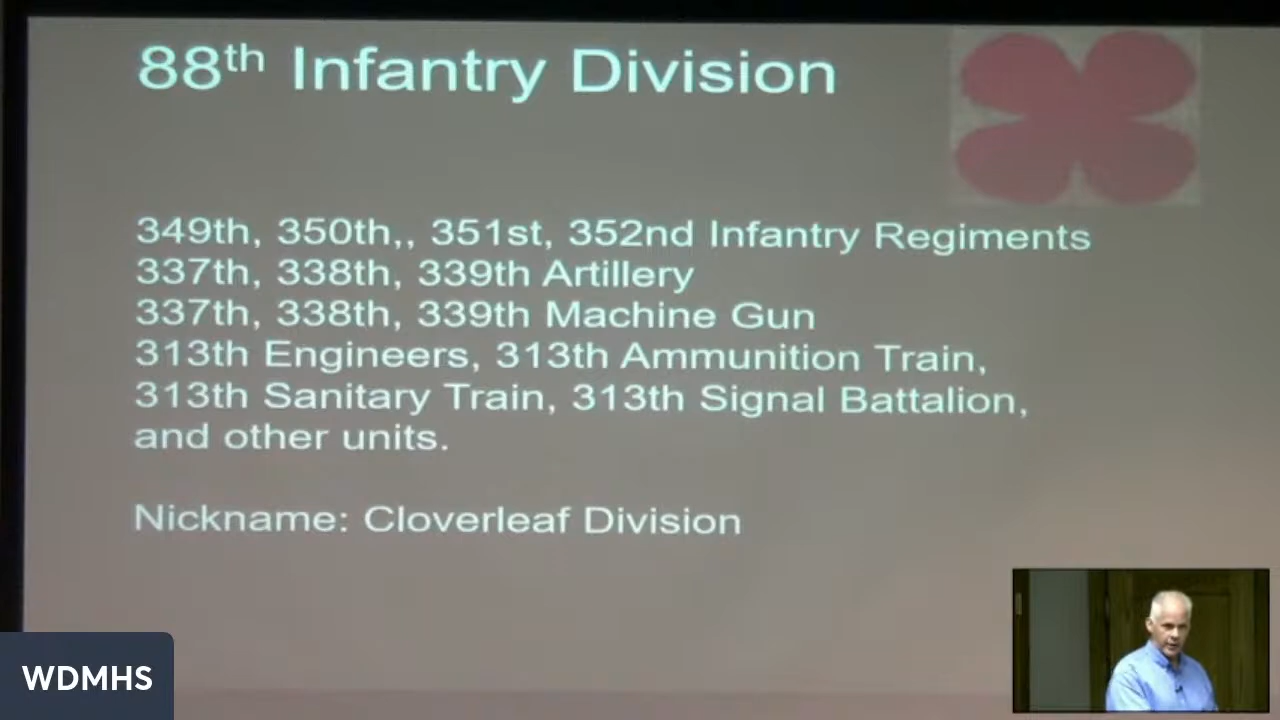 88th Infantry Division
349th, 350th,, 351st, 352nd Infantry Regiments
337th, 338th, 339th Artillery
337th, 338th, 339th Machine Gun
313th Engineers, 313th Ammunition Train,
313th Sanitary Train, 313th Signal Battalion,
and other units.
Nickname: Cloverleaf Division
WDMHS